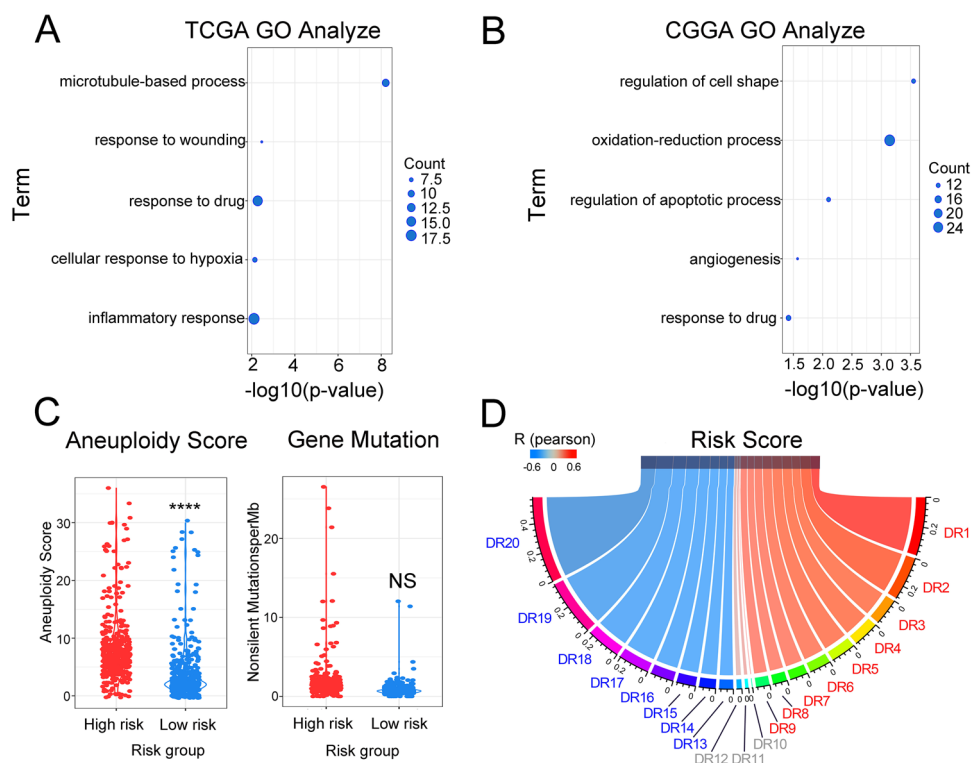 A
TCGA GO Analyze
Term
microtubule-based process
response to wounding
response to drug
cellular response to hypoxia
inflammatory response
2 4 6 8
-log10(p-value)
Count
7.5
10
12.5
15.0
17.5
B
CGGA GO Analyze
Term
regulation of cell shape
oxidation-reduction process
regulation of apoptotic process
angiogenesis
response to drug
1.5 2.0 2.5 3.0 3.5
-log10(p-value)
Count
12
16
20
24
C
Aneuploidy Score
Aneuploidy Score
30
20
10
0
****
High risk Low risk
Risk group
Gene Mutation
Nonsilent MutationsperMb
20
10
0
NS
High risk Low risk
Risk group
D
R (pearson)
-0.6 0 0.6
Risk Score
DR20
DR19
DR18
DR17
DR16
DR15
DR14
DR13
DR12
DR11
DR10
DR9
DR8
DR7
DR6
DR5
DR4
DR3
DR2
DR1